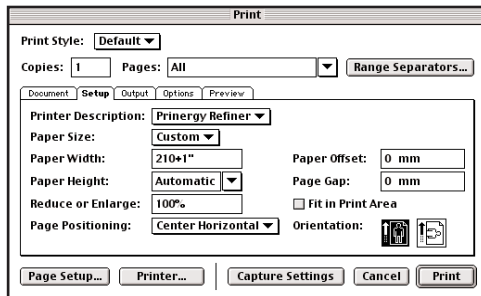 Print
Print Style: Default
Copies: 1 Pages: All Range Separators...
Document Setup Output Options Preview
Printer Description: Prinergy Refiner
Paper Size: Custom
Paper Width: 210+1" Paper Offset: 0 mm
Paper Height: Automatic Page Gap: 0 mm
Reduce or Enlarge: 100% Fit in Print Area
Page Positioning: Center Horizontal Orientation:
Page Setup... Printer... Capture Settings Cancel Print